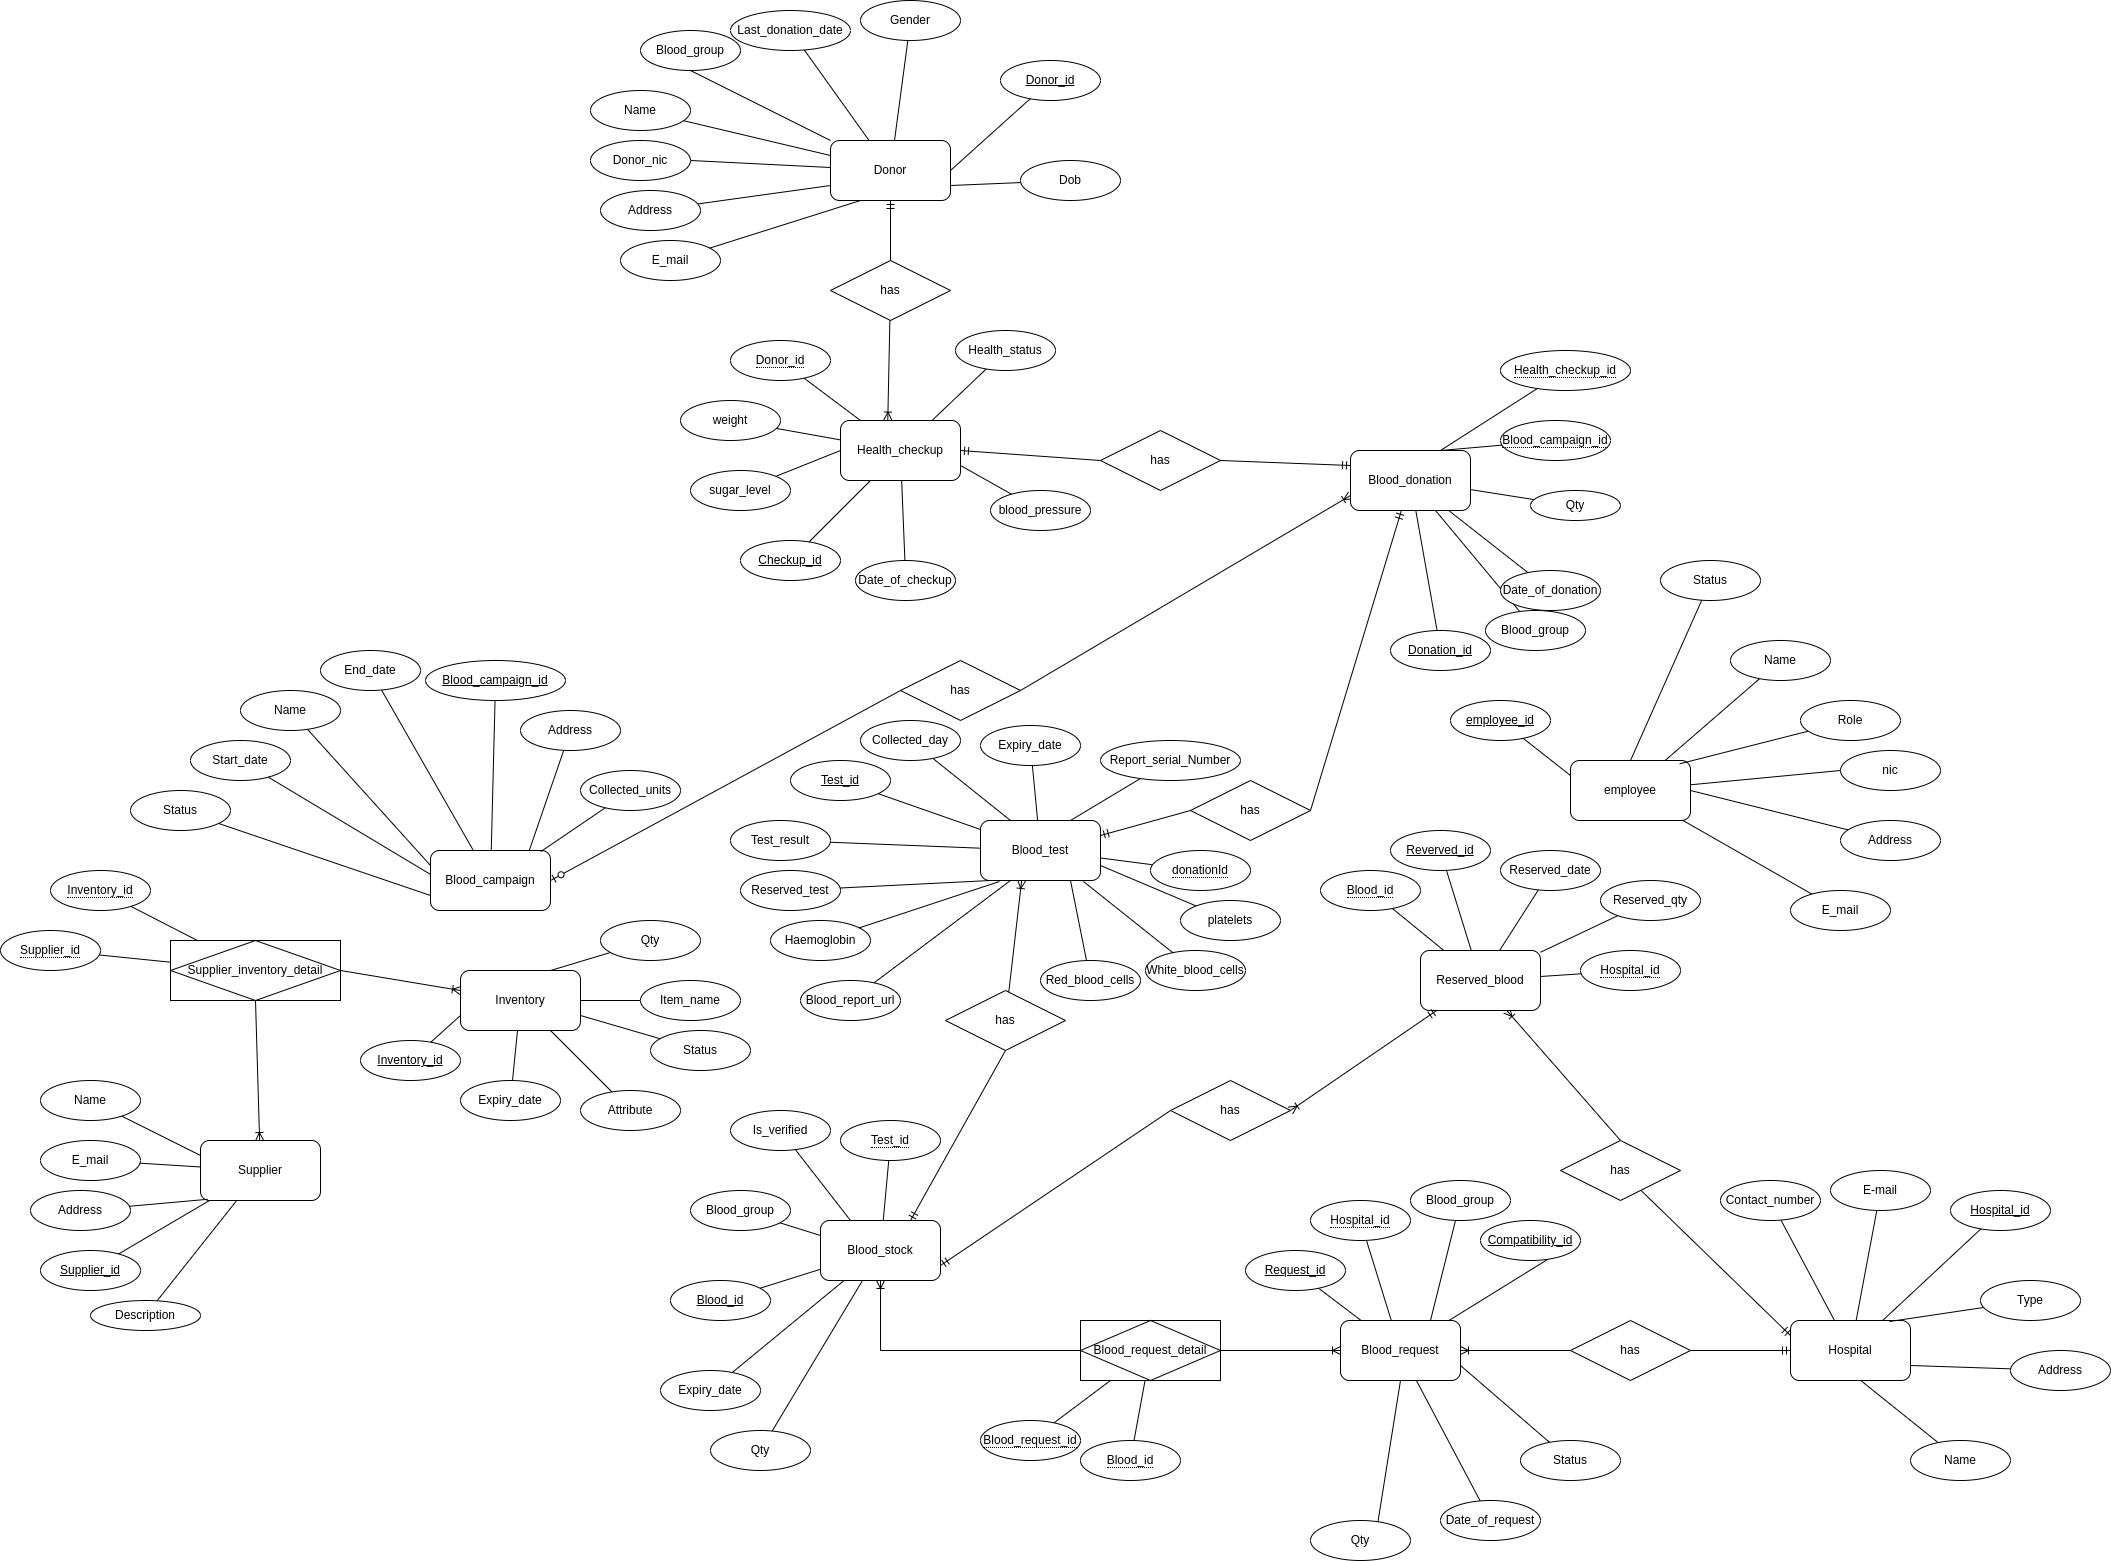 Gender
Last_donation_date
Blood_group
Donor_id
Name
Donor_nic
Donor
Dob
Address
E_mail
has
Donor_id
Health_status
Health_checkup_id
weight
Health_checkup
has
Blood_campaign_id
Blood_donation
sugar_level
blood_pressure
Qty
Checkup_id
Date_of_checkup
Status
Date_of_donation
Blood_group
Donation_id
End_date
Blood_campaign_id
has
Name
Name
Address
Collected_day
Expiry_date
employee_id
Role
Start_date
Report_serial_Number
nic
Test_id
Collected_units
employee
Status
has
Test_result
Address
Blood_test
Reverved_id
Blood_campaign
donationId
Reserved_date
Inventory_id
Reserved_test
Blood_id
Reserved_qty
platelets
E_mail
Supplier_id
Qty
Haemoglobin
Supplier_inventory_detail
White_blood_cells
Red_blood_cells
Reserved_blood
Hospital_id
Inventory
Item_name
Blood_report_url
has
Status
Inventory_id
Name
Expiry_date
Attribute
has
Is_verified
Test_id
E_mail
Supplier
has
Address
Blood_group
Contact_number
E-mail
Hospital_id
Blood_group
Hospital_id
Compatibility_id
Blood_stock
Supplier_id
Request_id
Blood_id
Type
Description
Blood_request_detail
Blood_request
has
Hospital
Address
Expiry_date
Blood_request_id
Qty
Blood_id
Status
Name
Date_of_request
Qty